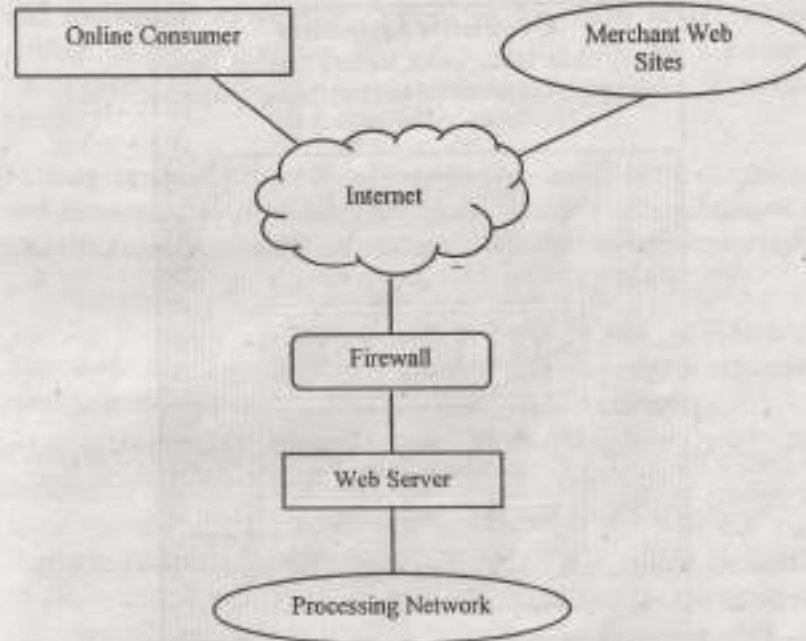 Online Consumer
Merchant Web
Sites
Internet
Firewall
Web Server
Processing Network